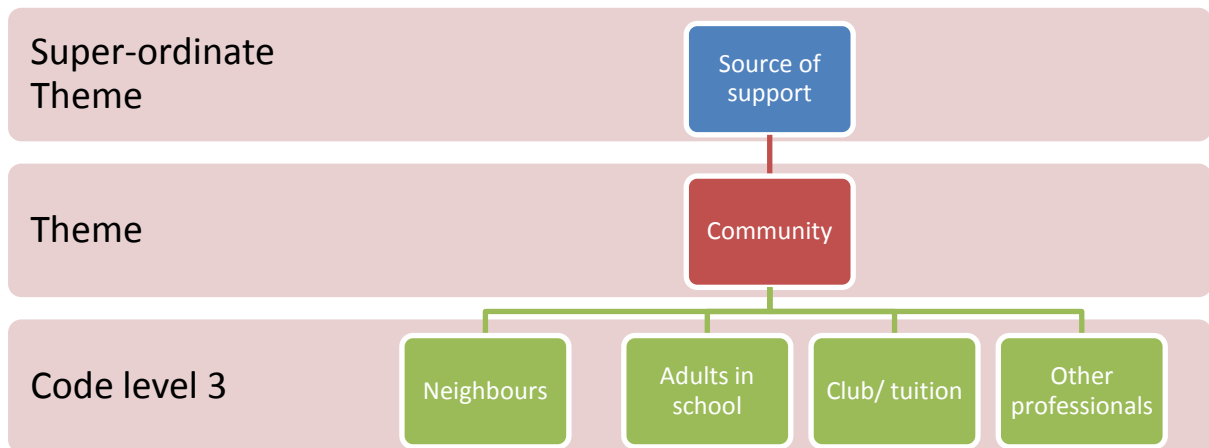 Super-ordinate
Theme
Source of
support
Theme
Community
Code level 3
Neighbours
Adults in
school
Club/ tuition
Other
professionals